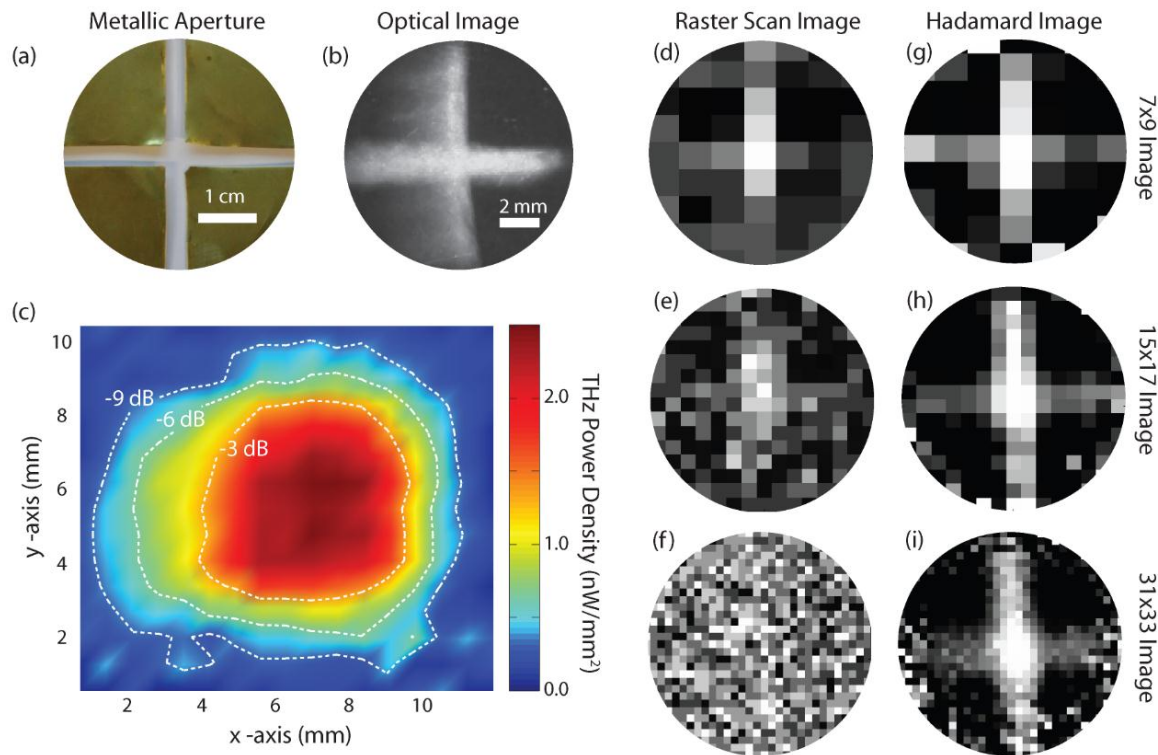 Metallic Aperture
Optical Image
Raster Scan Image
Hadamard Image
(a)
1 cm
(b)
2 mm
(d)
(g)
7x9 Image
(c)
10
8
6
4
2
y -axis (mm)
-9 dB
-6 dB
-3 dB
2
4
6
8
10
x -axis (mm)
2.0
1.0
0.0
THz Power Density (nW/mm²)
(e)
(h)
15x17 Image
(f)
(i)
31x33 Image